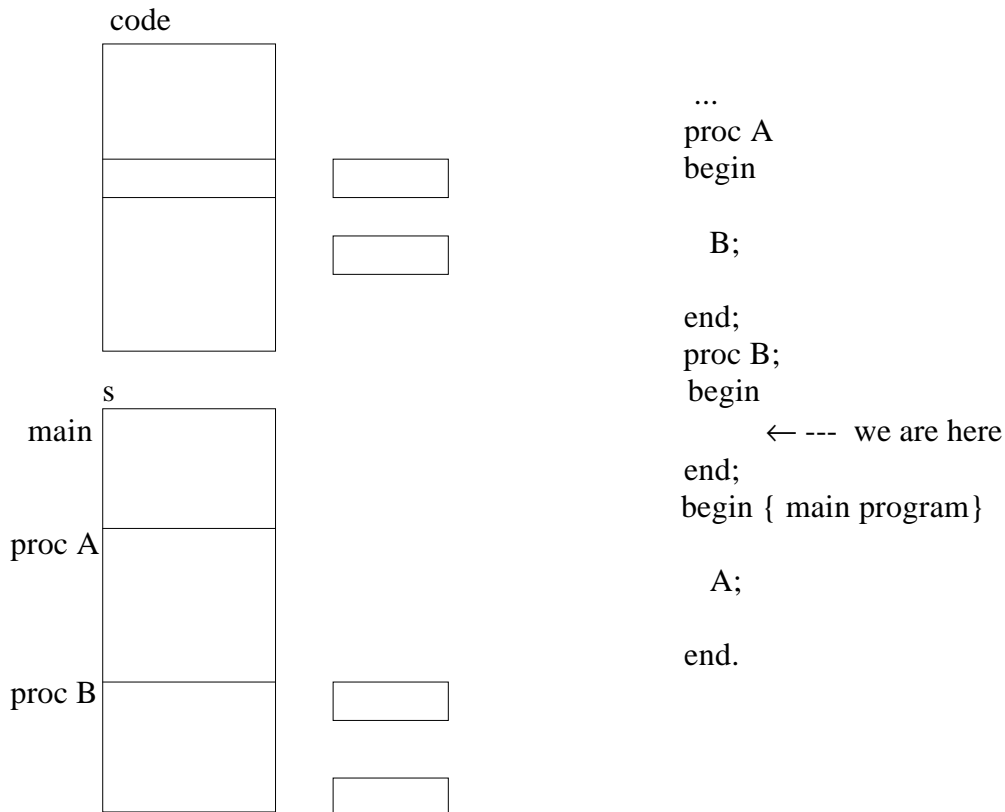 code
s
main
proc A
proc B
...
proc A
begin
B;
end;
proc B;
begin
← --- we are here
end;
begin { main program}
A;
end.